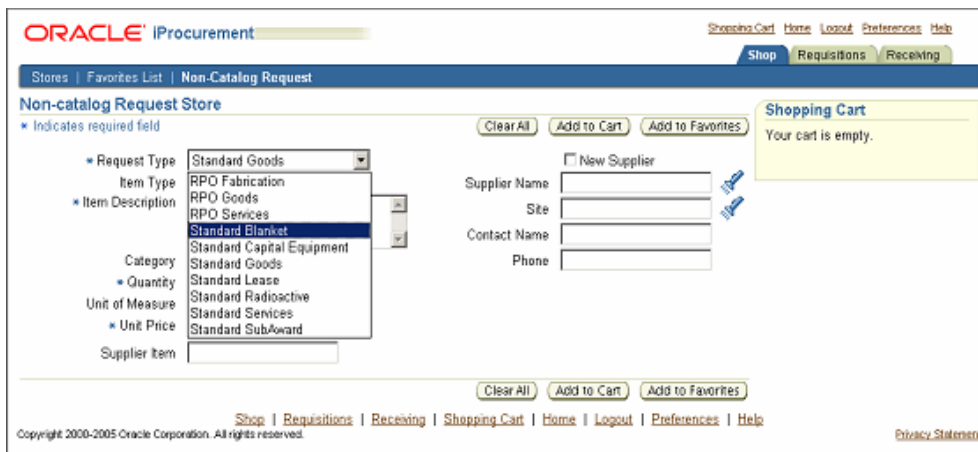 ORACLE® iProcurement
Shopping Cart Home Logout Preferences Help
Shop Requisitions Receiving
Stores | Favorites List | Non-Catalog Request
Non-catalog Request Store
* Indicates required field
Clear All Add to Cart Add to Favorites
Shopping Cart
Your cart is empty.
* Request Type Standard Goods
Item Type
* Item Description
Category
* Quantity
Unit of Measure
* Unit Price
Supplier Item
RPO Fabrication
RPO Goods
RPO Services
Standard Blanket
Standard Capital Equipment
Standard Goods
Standard Lease
Standard Radioactive
Standard Services
Standard SubAward
New Supplier
Supplier Name
Site
Contact Name
Phone
Clear All Add to Cart Add to Favorites
Shop | Requisitions | Receiving | Shopping Cart | Home | Logout | Preferences | Help
Copyright 2000-2005 Oracle Corporation. All rights reserved.
Privacy Statemen